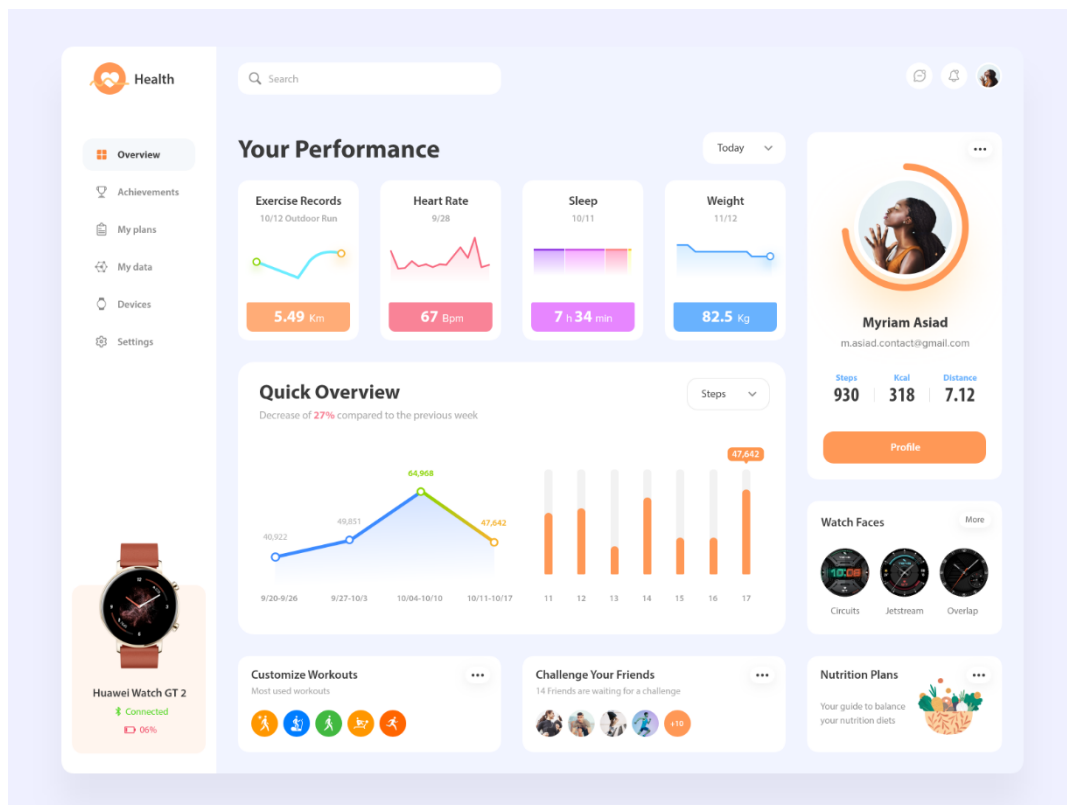 Health
Search
Overview
Achievements
My plans
My data
Devices
Settings
Huawei Watch GT 2
Connected
06%
Your Performance
Today
Exercise Records
10/12 Outdoor Run
5.49 Km
Heart Rate
9/28
67 Bpm
Sleep
10/11
7 h 34 min
Weight
11/12
82.5 Kg
Quick Overview
Decrease of 27% compared to the previous week
Steps
40,922
49,851
64,968
47,642
9/20-9/26
9/27-10/3
10/04-10/10
10/11-10/17
47,642
11
12
13
14
15
16
17
Customize Workouts
Most used workouts
Challenge Your Friends
14 Friends are waiting for a challenge
+10
Myriam Asiad
m.asiad.contact@gmail.com
Steps
930
Kcal
318
Distance
7.12
Profile
Watch Faces
More
10:08
Circuits
Jetstream
Overlap
Nutrition Plans
Your guide to balance
your nutrition diets